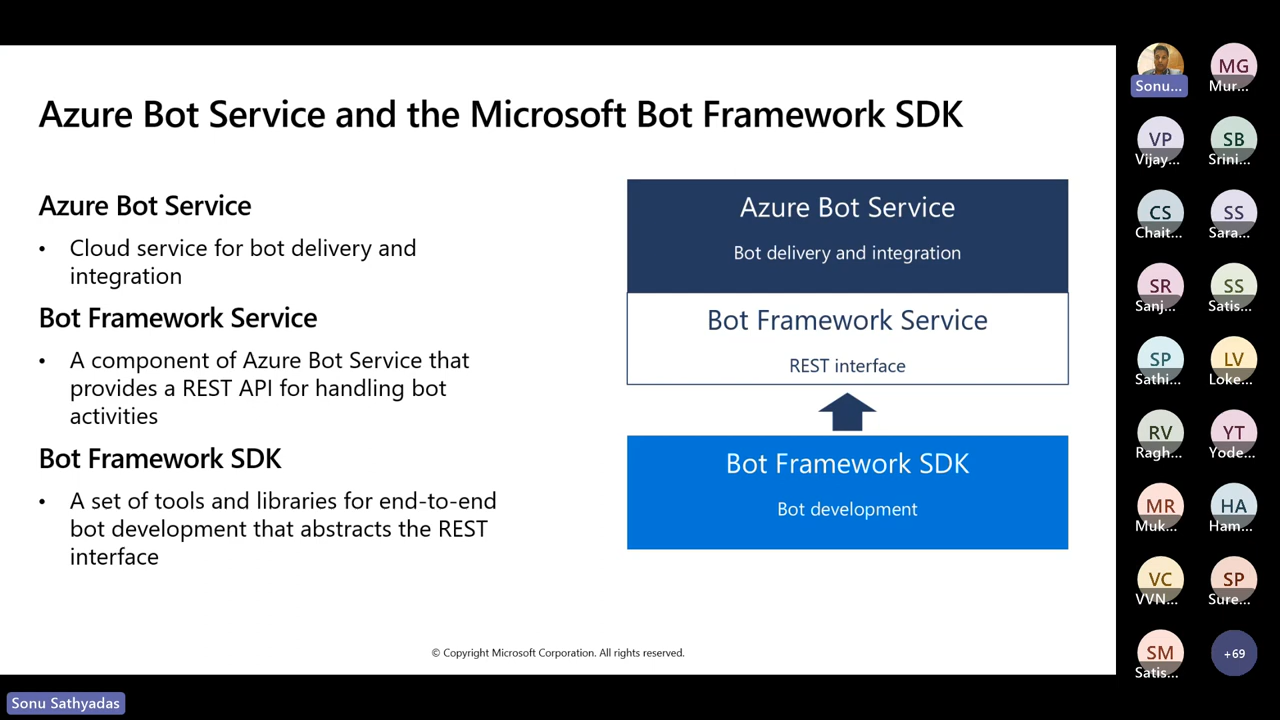 Azure Bot Service and the Microsoft Bot Framework SDK
Azure Bot Service
• Cloud service for bot delivery and
integration
Bot Framework Service
• A component of Azure Bot Service that
provides a REST API for handling bot
activities
Bot Framework SDK
• A set of tools and libraries for end-to-end
bot development that abstracts the REST
interface
Azure Bot Service
Bot delivery and integration
Bot Framework Service
REST interface
Bot Framework SDK
Bot development
© Copyright Microsoft Corporation. All rights reserved.
Sonu Sathyadas
Sonu...
MG
Mur...
VP
Vijay...
SB
Srini...
CS
Chait...
SS
Sara...
SR
Sanj...
SS
Satis...
SP
Sathi...
LV
Loke...
RV
Ragh...
YT
Yode...
MR
Muk...
HA
Ham...
VC
VVN...
SP
Sure...
SM
Satis...
+69